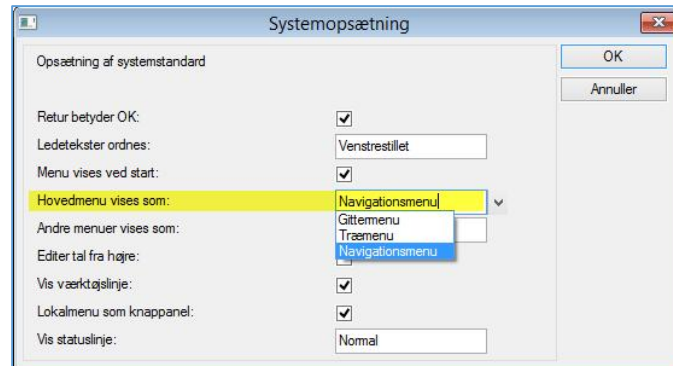 Systemopsætning
Opsætning af systemstandard
OK
Annuller
Retur betyder OK:
Ledetekster ordnes: Venstrestillet
Menu vises ved start:
Hovedmenu vises som: Navigationsmenu
Gittermenu
Andre menuer vises som:
Træmenu
Navigationsmenu
Editer tal fra højre:
Vis værktøjslinje:
Lokalmenu som knappanel:
Vis statuslinje: Normal